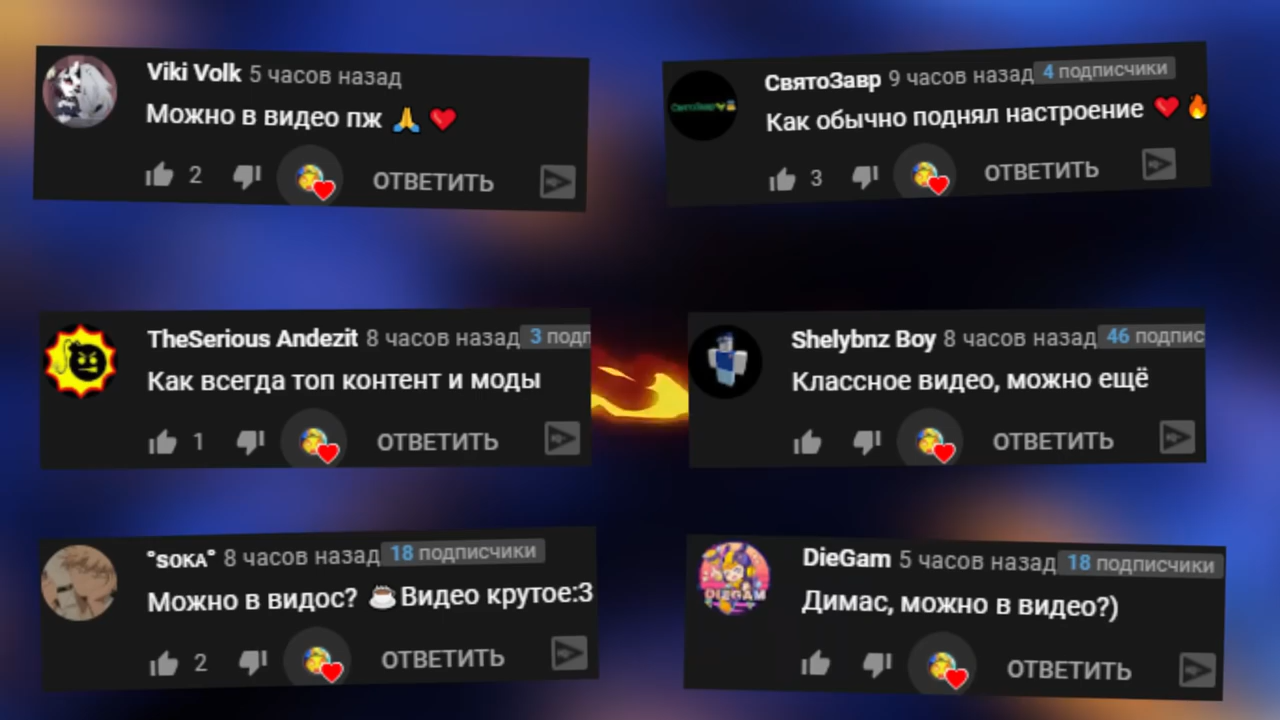 Viki Volk 5 часов назад
Можно в видео пж 🙏 ❤️
2 ОТВЕТИТЬ
СвятоЗавр 9 часов назад 4 подписчики
Как обычно поднял настроение ❤️🔥
3 ОТВЕТИТЬ
TheSerious Andezit 8 часов назад 3 подп
Как всегда топ контент и моды
1 ОТВЕТИТЬ
Shelybnz Boy 8 часов назад 46 подпис
Классное видео, можно ещё
ОТВЕТИТЬ
°ѕᴏᴋᴀ° 8 часов назад 18 подписчики
Можно в видос? ☕Видео крутое:3
2 ОТВЕТИТЬ
DieGam 5 часов назад 18 подписчики
DIEGAM
Димас, можно в видео?)
ОТВЕТИТЬ